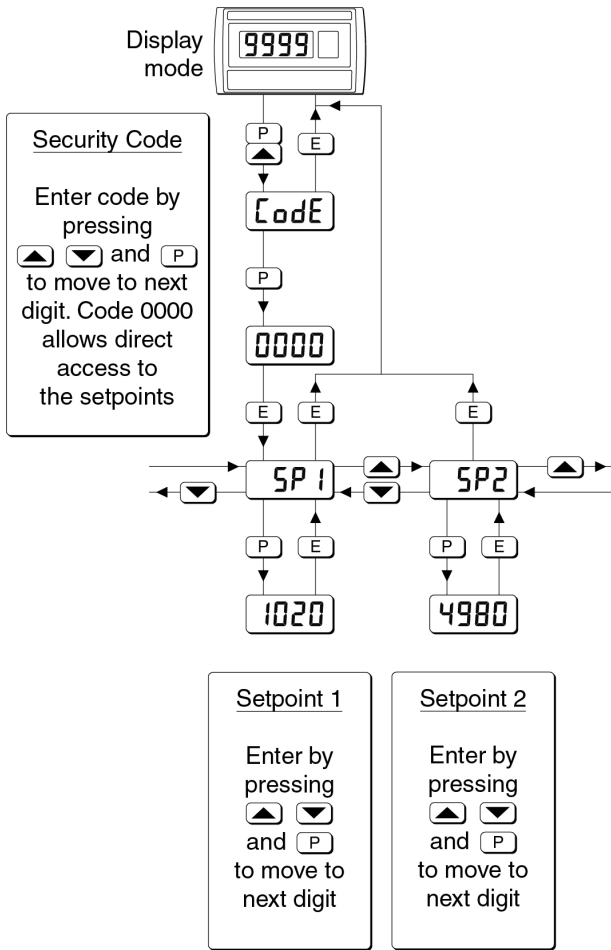 Display
mode
9999
P
E
Security Code
Enter code by
pressing
and P
to move to next
digit. Code 0000
allows direct
access to
the setpoints
CodE
P
0000
E
E
E
SP1
SP2
P
E
P
E
1020
4980
Setpoint 1
Enter by
pressing
and P
to move to
next digit
Setpoint 2
Enter by
pressing
and P
to move to
next digit